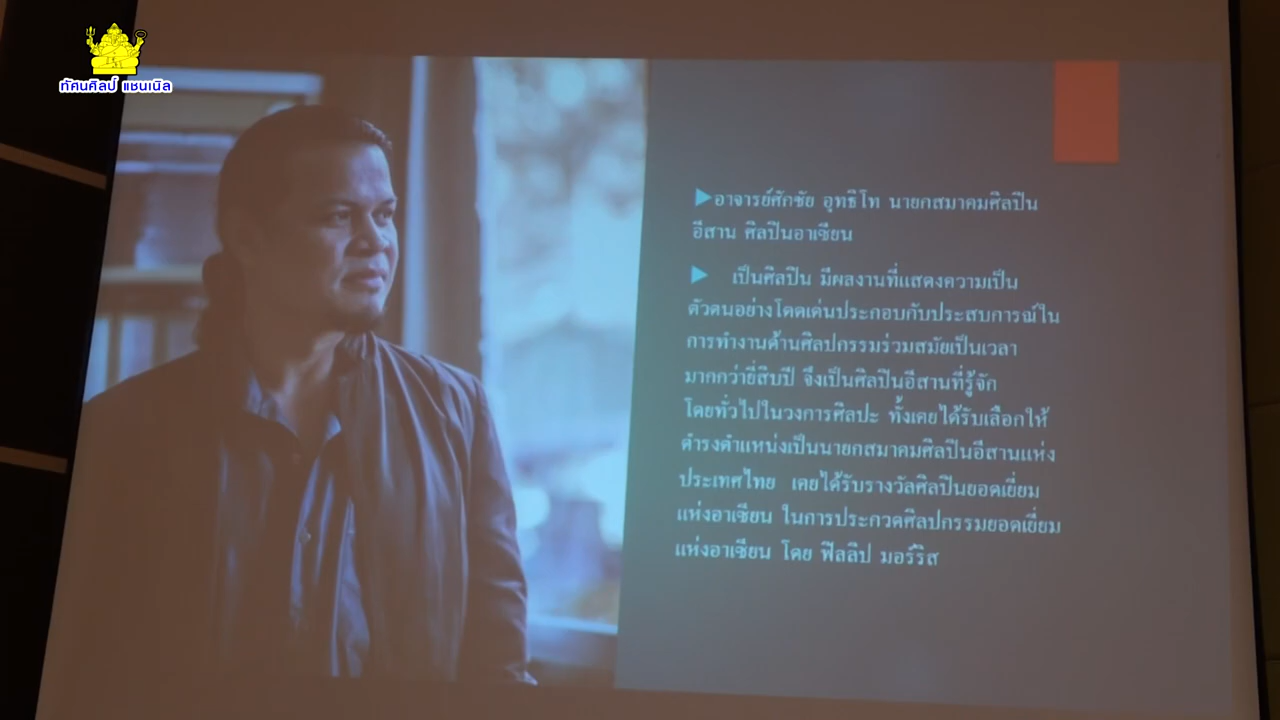 ทัศนศิลป์ แชนเนิล
▶อาจารย์ศักชัย อุทธิโท นายกสมาคมศิลปิน
อีสาน ศิลปินอาเซียน
▶ เป็นศิลปิน มีผลงานที่แสดงความเป็น
ตัวตนอย่างโดดเด่นประกอบกับประสบการณ์ใน
การทำงานด้านศิลปกรรมร่วมสมัยเป็นเวลา
มากกว่ายี่สิบปี จึงเป็นศิลปินอีสานที่รู้จัก
โดยทั่วไปในวงการศิลปะ ทั้งเคยได้รับเลือกให้
ดำรงตำแหน่งเป็นนายกสมาคมศิลปินอีสานแห่ง
ประเทศไทย เคยได้รับรางวัลศิลปินยอดเยี่ยม
แห่งอาเซียน ในการประกวดศิลปกรรมยอดเยี่ยม
แห่งอาเซียน โดย ฟิลลิป มอร์ริส